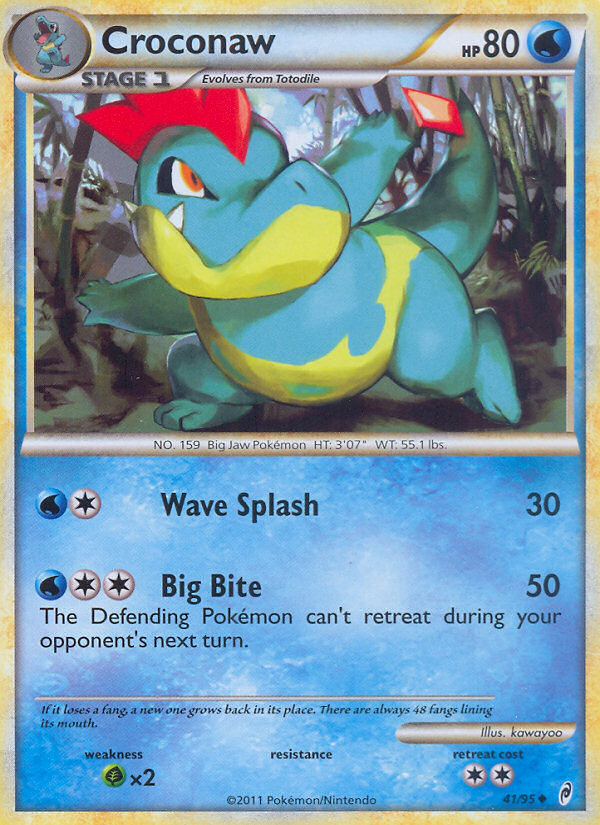 Croconaw
HP 80
STAGE 1
Evolves from Totodile
NO. 159 Big Jaw Pokémon HT: 3'07" WT: 55.1 lbs.
Wave Splash 30
Big Bite 50
The Defending Pokémon can't retreat during your
opponent's next turn.
If it loses a fang, a new one grows back in its place. There are always 48 fangs lining
its mouth.
Illus. kawayoo
weakness resistance retreat cost
×2
©2011 Pokémon/Nintendo 41/95